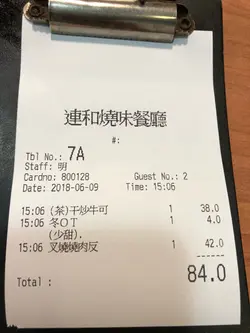 連和燒味餐廳
#:
Tbl No.: 7A
Staff: 明
Cardno: 800128 Guest No.: 2
Date: 2018-06-09 Time: 15:06
15:06 (茶)干炒牛可 1 38.0
15:06 冬OT 1 4.0
(少甜),
15:06 叉燒燒肉反 1 42.0
Total : 84.0